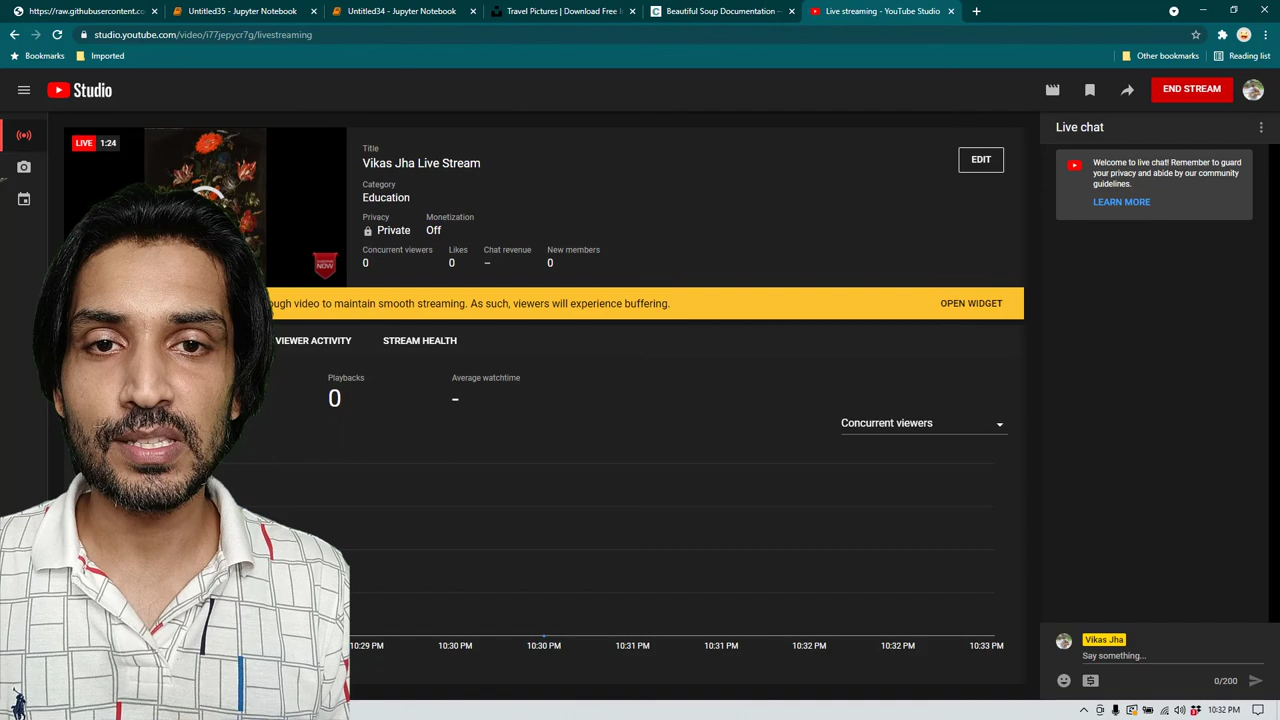 https://raw.githubusercontent.c
Untitled35 - Jupyter Notebook
Untitled34 - Jupyter Notebook
Travel Pictures | Download Free I
Beautiful Soup Documentation —
Live streaming - YouTube Studio
studio.youtube.com/video/i77jepycr7g/livestreaming
Bookmarks
Imported
Other bookmarks
Reading list
Studio
END STREAM
LIVE 1:24
SUBSCRIBE
NOW
Title
Vikas Jha Live Stream
EDIT
Category
Education
Privacy
Private
Monetization
Off
Concurrent viewers
0
Likes
0
Chat revenue
–
New members
0
ough video to maintain smooth streaming. As such, viewers will experience buffering.
OPEN WIDGET
VIEWER ACTIVITY
STREAM HEALTH
Playbacks
0
Average watchtime
-
Concurrent viewers
10:29 PM 10:30 PM 10:30 PM 10:31 PM 10:31 PM 10:32 PM 10:32 PM 10:33 PM
Live chat
Welcome to live chat! Remember to guard
your privacy and abide by our community
guidelines.
LEARN MORE
Vikas Jha
Say something...
0/200
10:32 PM